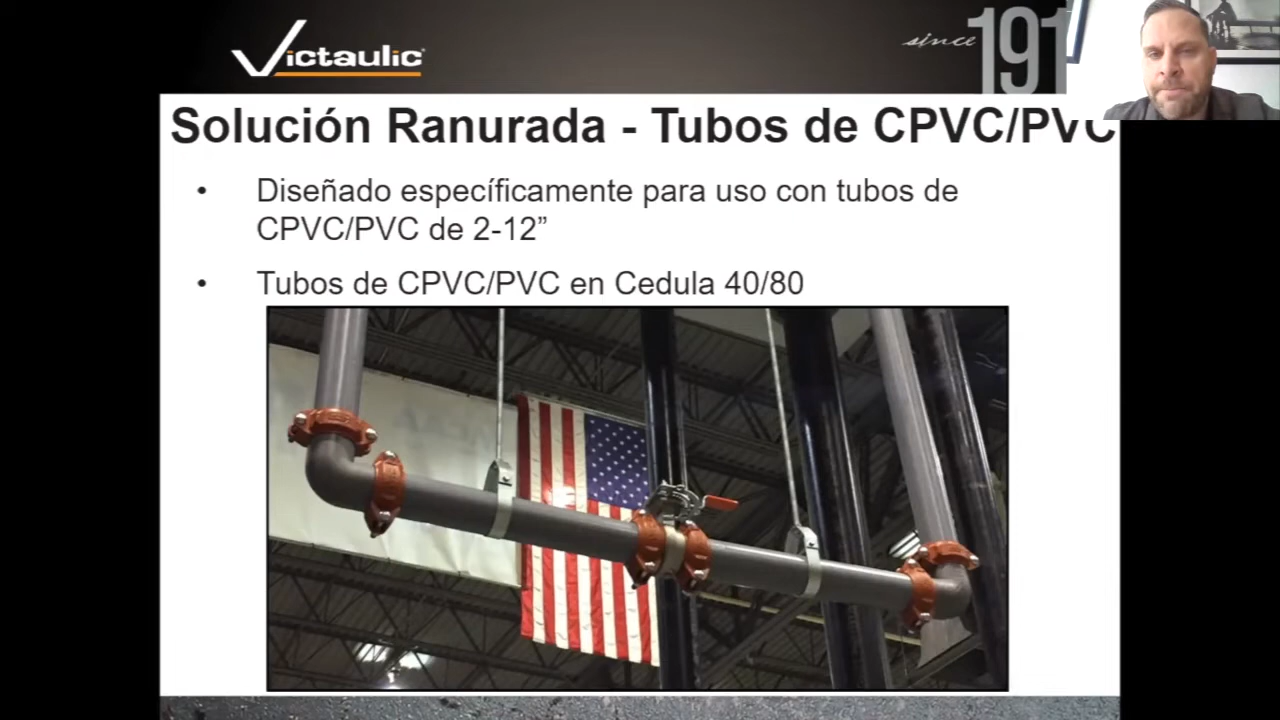 Victaulic®
since 191
Solución Ranurada - Tubos de CPVC/PVC
• Diseñado específicamente para uso con tubos de
CPVC/PVC de 2-12”
• Tubos de CPVC/PVC en Cedula 40/80